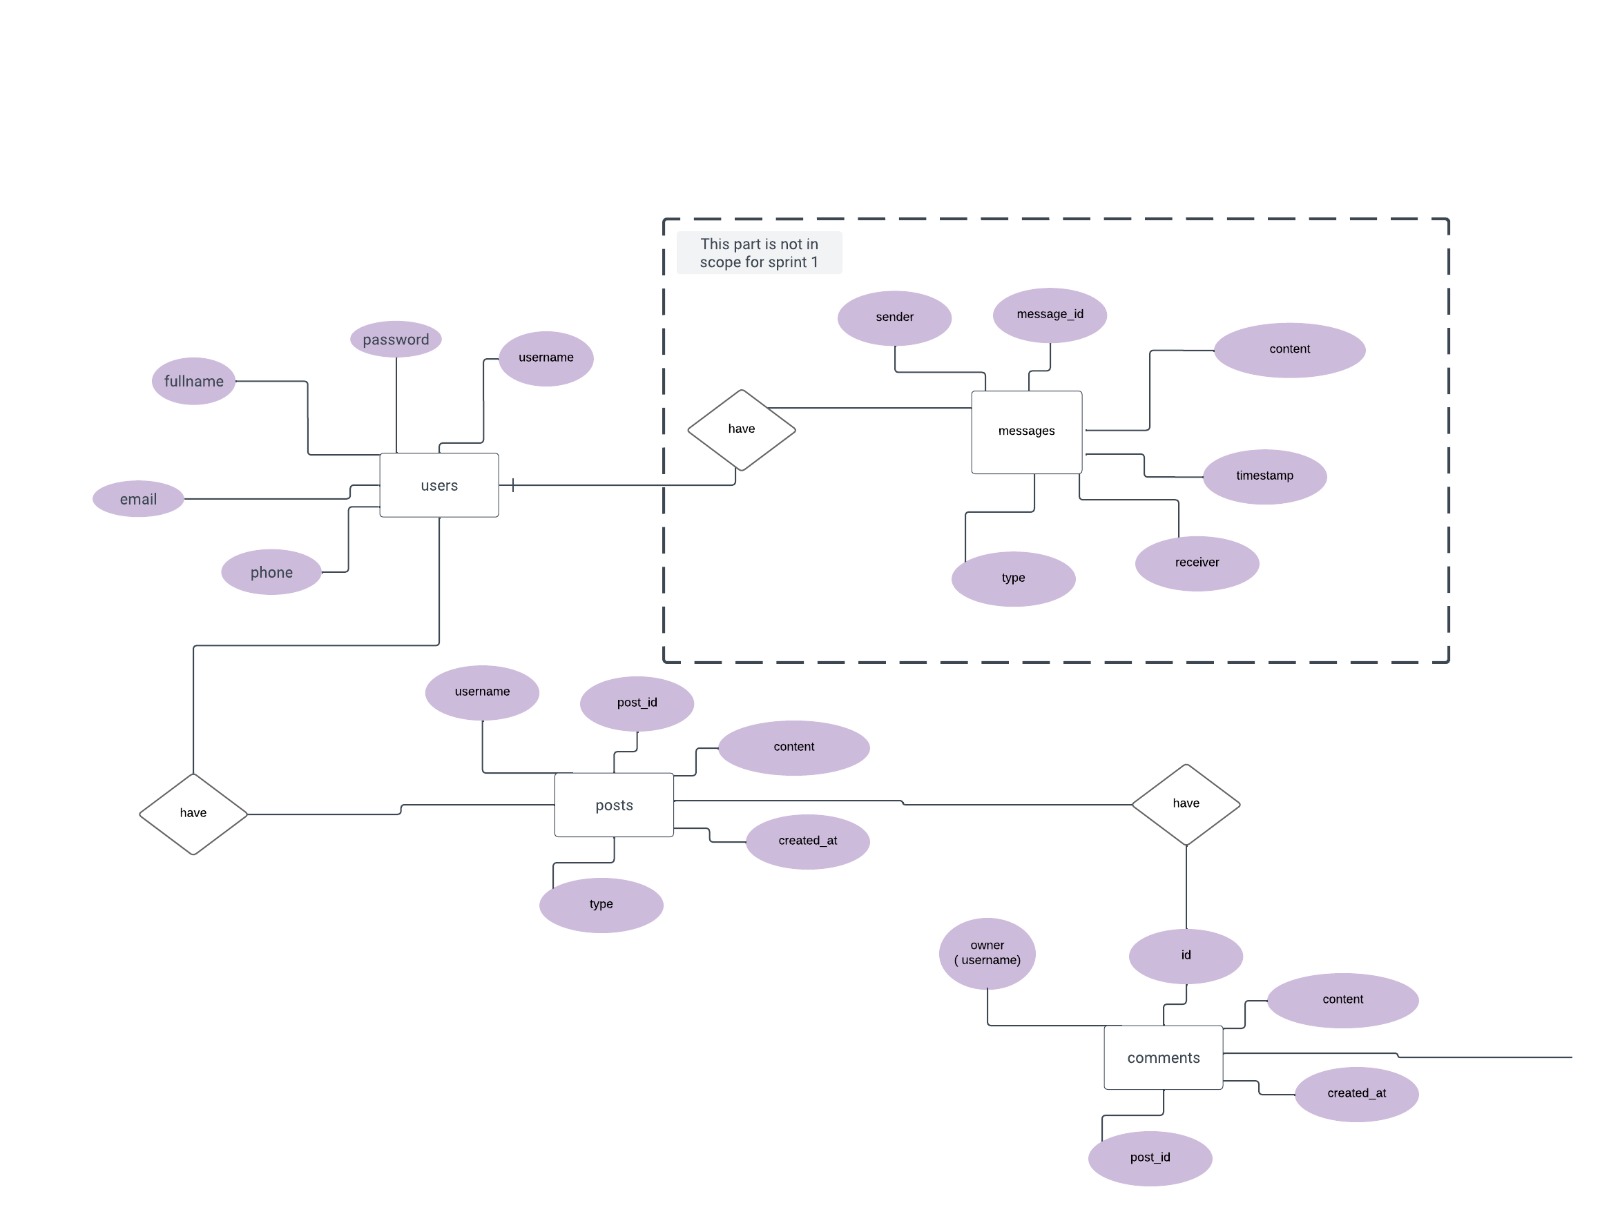 This part is not in
scope for sprint 1
sender
message_id
content
password
username
fullname
have
messages
timestamp
users
email
receiver
phone
type
username
post_id
content
posts
have
have
created_at
type
owner
( username)
id
content
comments
created_at
post_id